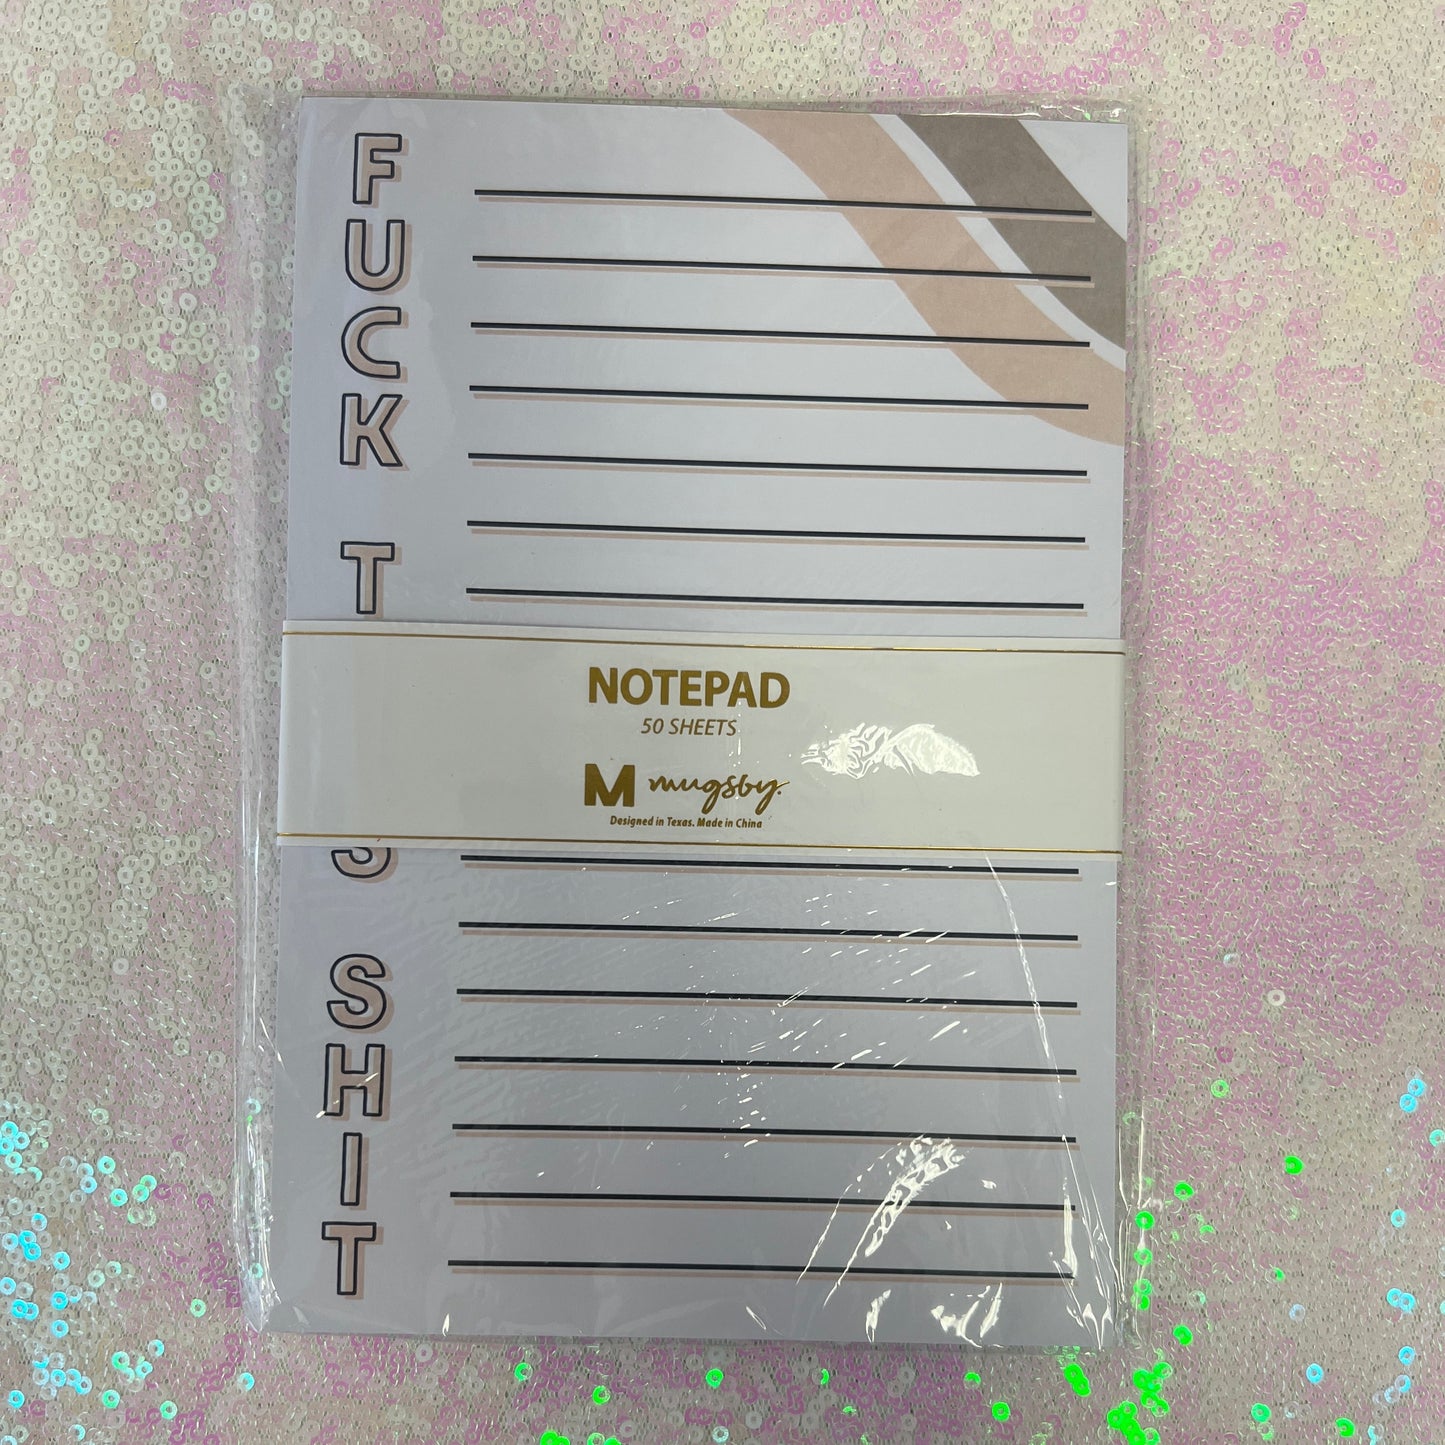 FUCK T
S SHIT
NOTEPAD
50 SHEETS
M mugsby.
Designed in Texas. Made in China